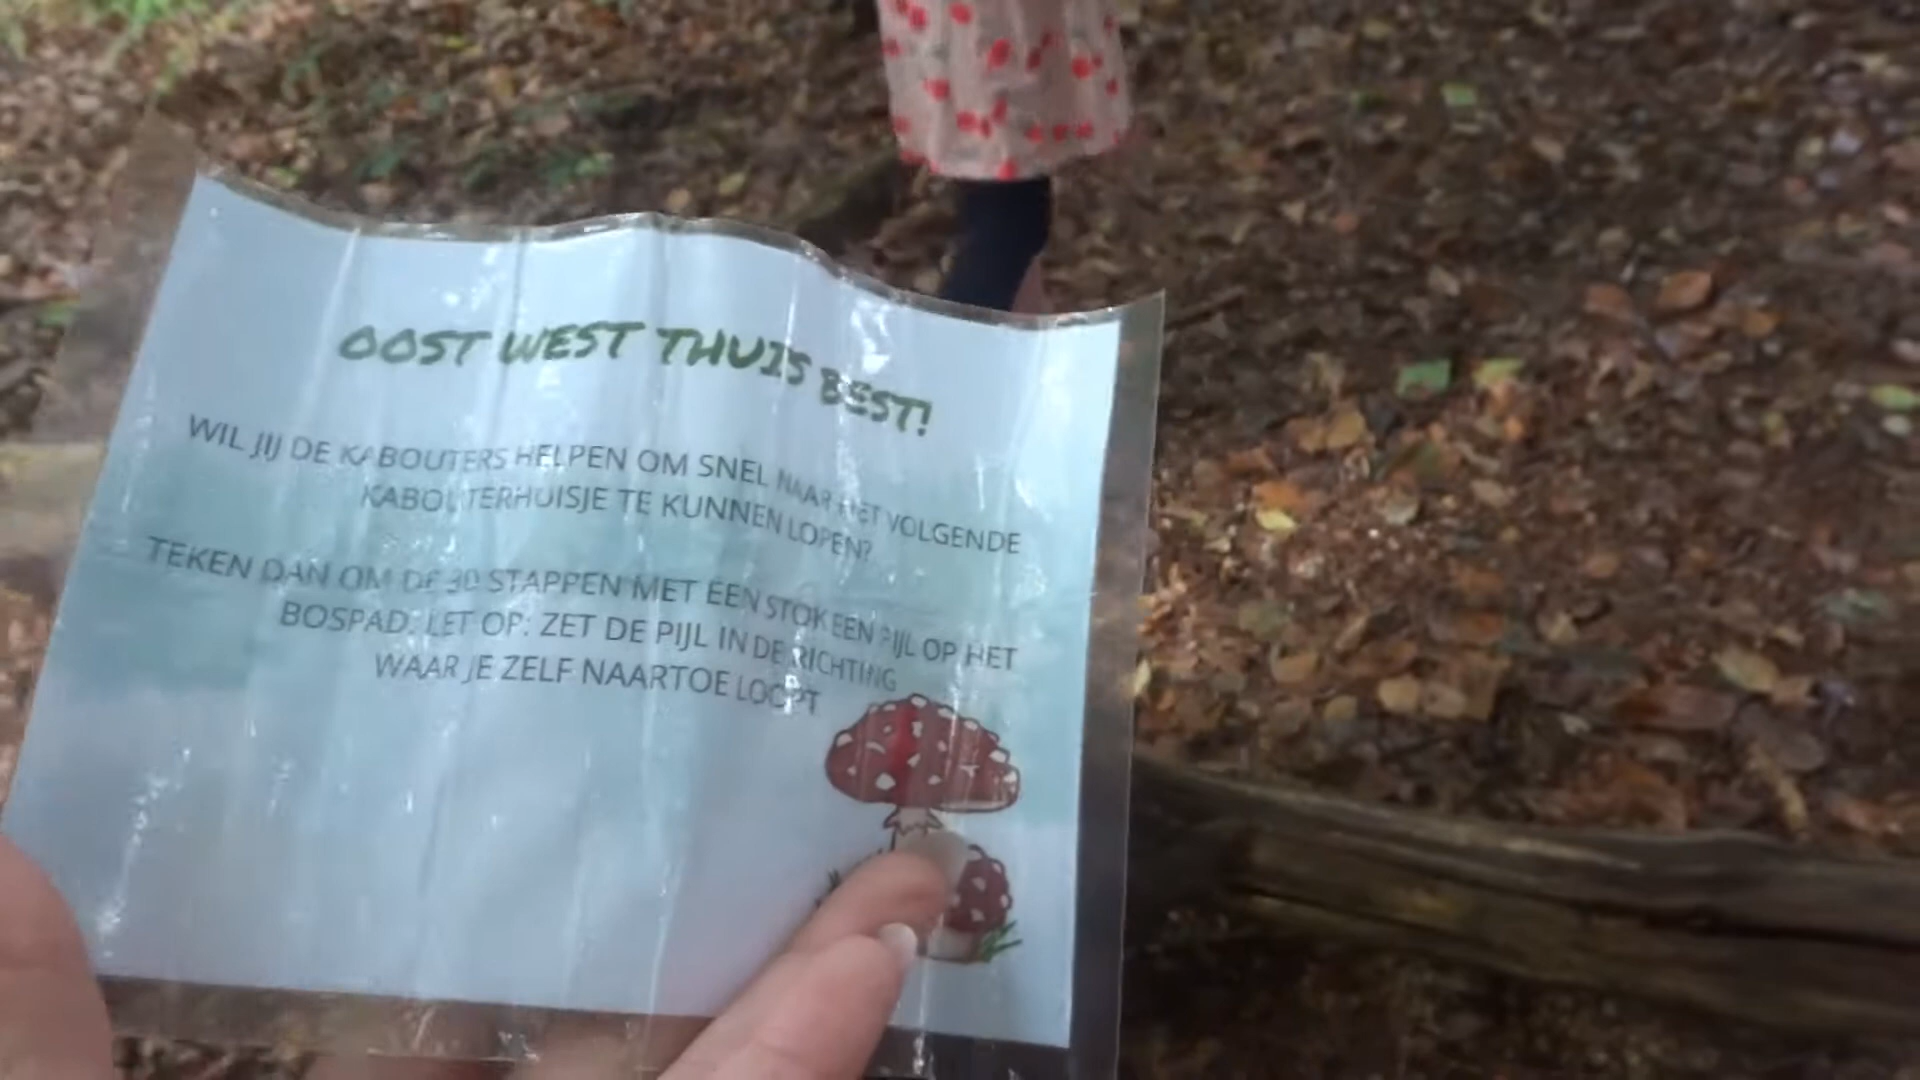 OOST WEST THUIS BEST!
WIL JIJ DE KABOUTERS HELPEN OM SNEL NAAR HET VOLGENDE
KABOUTERHUISJE TE KUNNEN LOPEN?
TEKEN DAN OM DE 30 STAPPEN MET EEN STOK EEN PIJL OP HET
BOSPAD. LET OP: ZET DE PIJL IN DE RICHTING
WAAR JE ZELF NAARTOE LOOPT